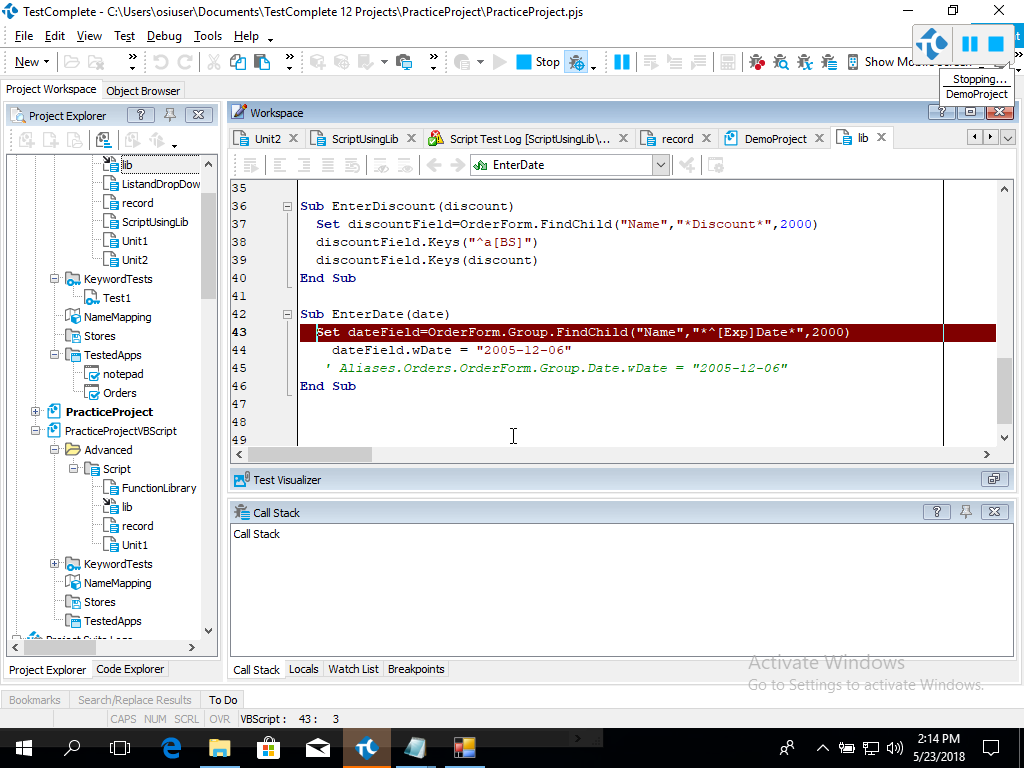 TestComplete - C:\Users\osiuser\Documents\TestComplete 12 Projects\PracticeProject\PracticeProject.pjs
File Edit View Test Debug Tools Help
New Stop Show Mo
Stopping...
DemoProject
Project Workspace Object Browser
Project Explorer
lib
ListandDropDow
record
ScriptUsingLib
Unit1
Unit2
KeywordTests
Test1
NameMapping
Stores
TestedApps
notepad
Orders
PracticeProject
PracticeProjectVBScript
Advanced
Script
FunctionLibrary
lib
record
Unit1
KeywordTests
NameMapping
Stores
TestedApps
Project Suite Logs
Project Explorer Code Explorer
Workspace
Unit2 ScriptUsingLib Script Test Log [ScriptUsingLib\... record DemoProject lib
EnterDate
35
36 Sub EnterDiscount(discount)
37 Set discountField=OrderForm.FindChild("Name","*Discount*",2000)
38 discountField.Keys("^a[BS]")
39 discountField.Keys(discount)
40 End Sub
41
42 Sub EnterDate(date)
43 Set dateField=OrderForm.Group.FindChild("Name","*^[Exp]Date*",2000)
44 dateField.wDate = "2005-12-06"
45 ' Aliases.Orders.OrderForm.Group.Date.wDate = "2005-12-06"
46 End Sub
47
48
49
Test Visualizer
Call Stack
Call Stack
Call Stack Locals Watch List Breakpoints
Activate Windows
Go to Settings to activate Windows.
Bookmarks Search/Replace Results To Do
CAPS NUM SCRL OVR VBScript : 43 : 3
2:14 PM
5/23/2018